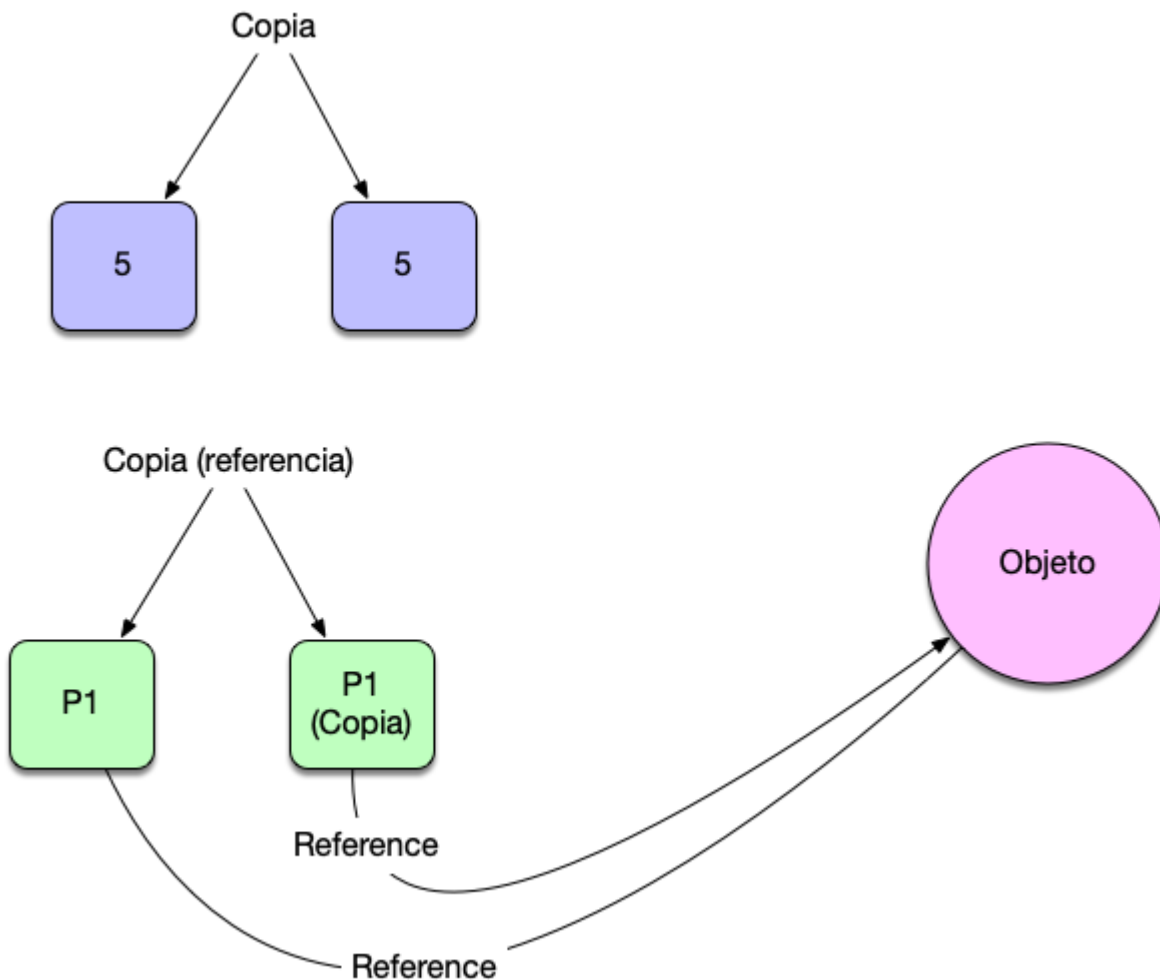 Copia
5
5
Copia (referencia)
Objeto
P1
P1
(Copia)
Reference
Reference